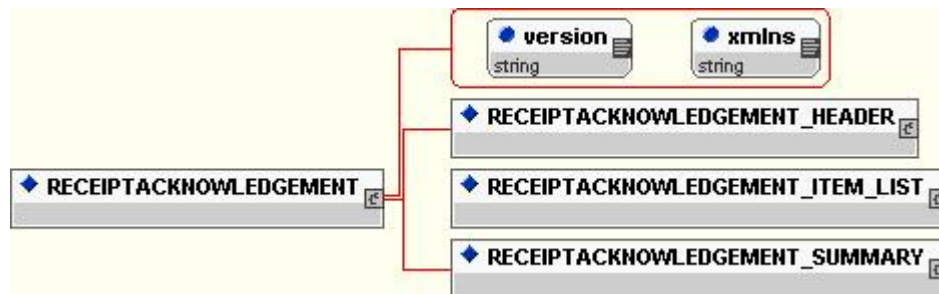 version
string
xmlns
string
RECEIPTACKNOWLEDGEMENT_HEADER
RECEIPTACKNOWLEDGEMENT
RECEIPTACKNOWLEDGEMENT_ITEM_LIST
RECEIPTACKNOWLEDGEMENT_SUMMARY